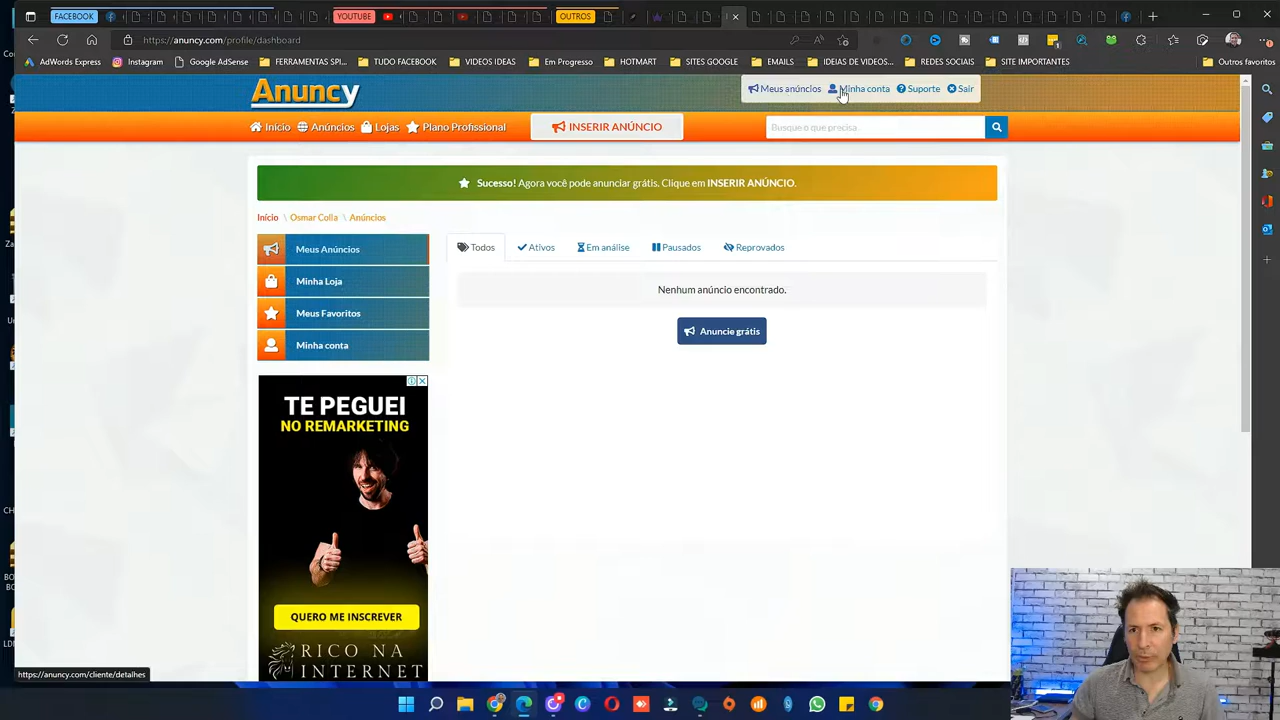 FACEBOOK
YOUTUBE
OUTROS
https://anuncy.com/profile/dashboard
AdWords Express
Instagram
Google AdSense
FERRAMENTAS SPI...
TUDO FACEBOOK
VIDEOS IDEAS
Em Progresso
HOTMART
SITES GOOGLE
EMAILS
IDEAS DE VIDEOS...
REDES SOCIAIS
SITE IMPORTANTES
Outros favoritos
Anuncy
Meus anúncios
Minha conta
Suporte
Sair
Início
Anúncios
Lojas
Plano Profissional
INSERIR ANÚNCIO
Busque o que precisa
Sucesso! Agora você pode anunciar grátis. Clique em INSERIR ANÚNCIO.
Início \ Osmar Colla \ Anúncios
Meus Anúncios
Minha Loja
Meus Favoritos
Minha conta
Todos
Ativos
Em análise
Pausados
Reprovados
Nenhum anúncio encontrado.
Anuncie grátis
TE PEGUEI
NO REMARKETING
QUERO ME INSCREVER
RICO NA
INTERNET
https://anuncy.com/cliente/detalhes